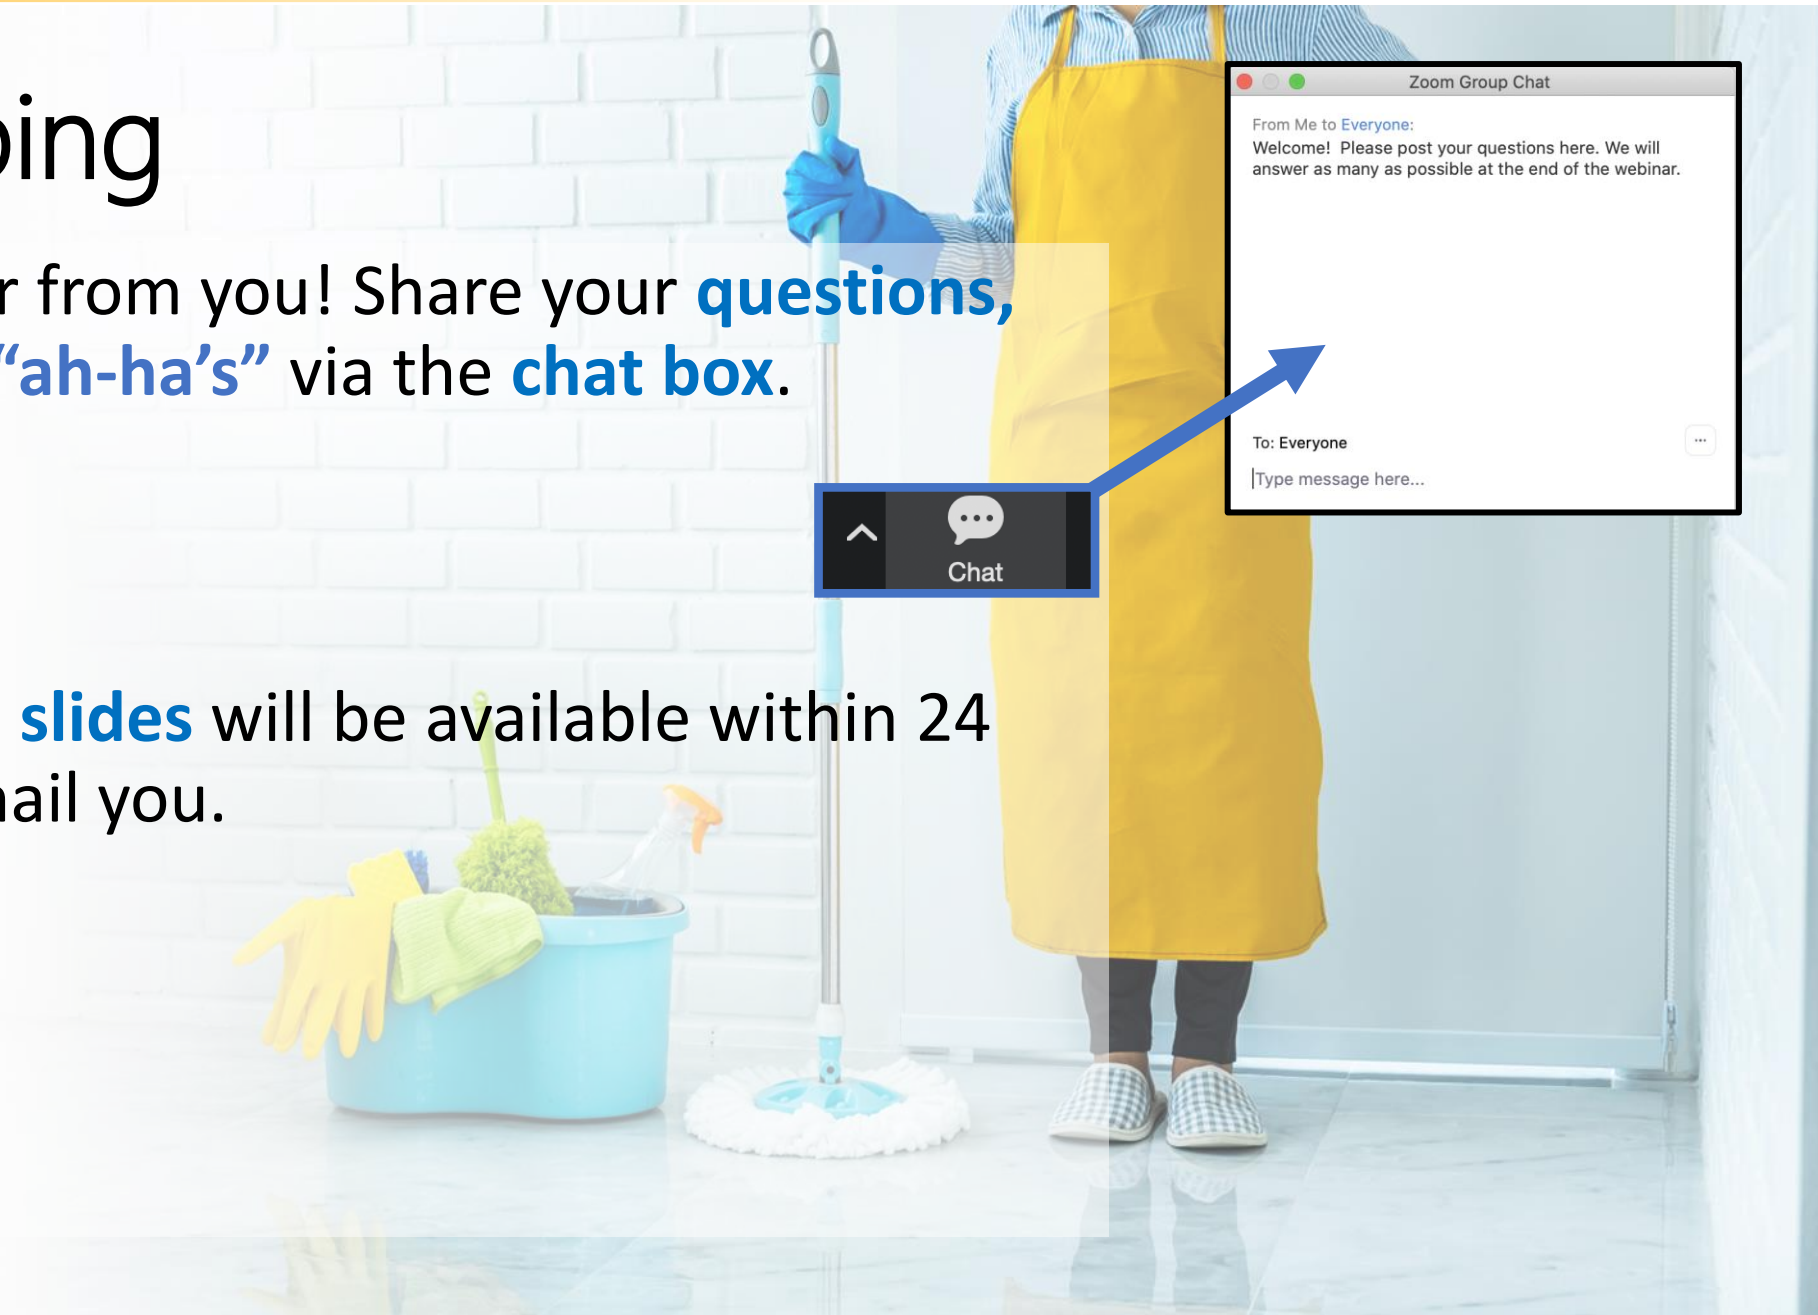 ping
r from you! Share your questions,
“ah-ha’s” via the chat box.
slides will be available within 24
ail you.
Chat
Zoom Group Chat
From Me to Everyone:
Welcome!  Please post your questions here. We will
answer as many as possible at the end of the webinar.
To: Everyone
Type message here...